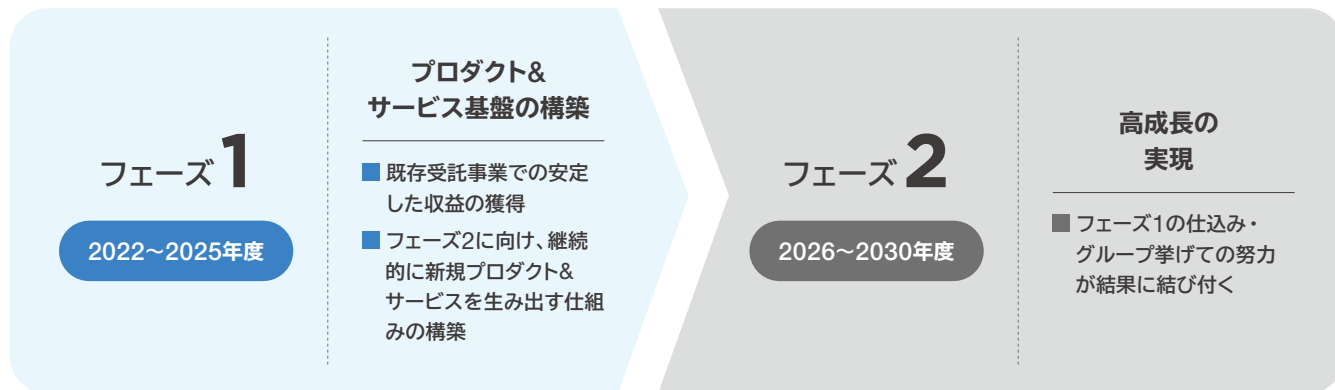 フェーズ1
2022〜2025年度
プロダクト&
サービス基盤の構築
既存受託事業での安定
した収益の獲得
フェーズ2に向け、継続
的に新規プロダクト&
サービスを生み出す仕組
みの構築
フェーズ2
2026〜2030年度
高成長の
実現
フェーズ1の仕込み・
グループ挙げての努力
が結果に結び付く